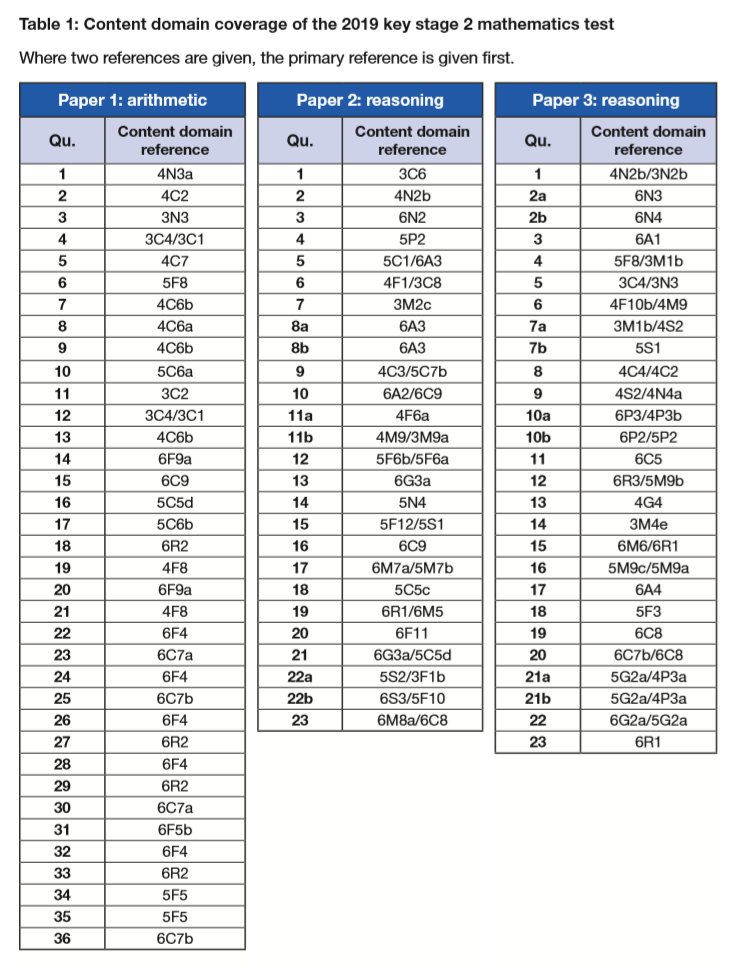 Table 1: Content domain coverage of the 2019 key stage 2 mathematics test
Where two references are given, the primary reference is given first.
Paper 1: arithmetic
Qu. Content domain reference
1 4N3a
2 4C2
3 3N3
4 3C4/3C1
5 4C7
6 5F8
7 4C6b
8 4C6a
9 4C6b
10 5C6a
11 3C2
12 3C4/3C1
13 4C6b
14 6F9a
15 6C9
16 5C5d
17 5C6b
18 6R2
19 4F8
20 6F9a
21 4F8
22 6F4
23 6C7a
24 6F4
25 6C7b
26 6F4
27 6R2
28 6F4
29 6R2
30 6C7a
31 6F5b
32 6F4
33 6R2
34 5F5
35 5F5
36 6C7b
Paper 2: reasoning
Qu. Content domain reference
1 3C6
2 4N2b
3 6N2
4 5P2
5 5C1/6A3
6 4F1/3C8
7 3M2c
8a 6A3
8b 6A3
9 4C3/5C7b
10 6A2/6C9
11a 4F6a
11b 4M9/3M9a
12 5F6b/5F6a
13 6G3a
14 5N4
15 5F12/5S1
16 6C9
17 6M7a/5M7b
18 5C5c
19 6R1/6M5
20 6F11
21 6G3a/5C5d
22a 5S2/3F1b
22b 6S3/5F10
23 6M8a/6C8
Paper 3: reasoning
Qu. Content domain reference
1 4N2b/3N2b
2a 6N3
2b 6N4
3 6A1
4 5F8/3M1b
5 3C4/3N3
6 4F10b/4M9
7a 3M1b/4S2
7b 5S1
8 4C4/4C2
9 4S2/4N4a
10a 6P3/4P3b
10b 6P2/5P2
11 6C5
12 6R3/5M9b
13 4G4
14 3M4e
15 6M6/6R1
16 5M9c/5M9a
17 6A4
18 5F3
19 6C8
20 6C7b/6C8
21a 5G2a/4P3a
21b 5G2a/4P3a
22 6G2a/5G2a
23 6R1